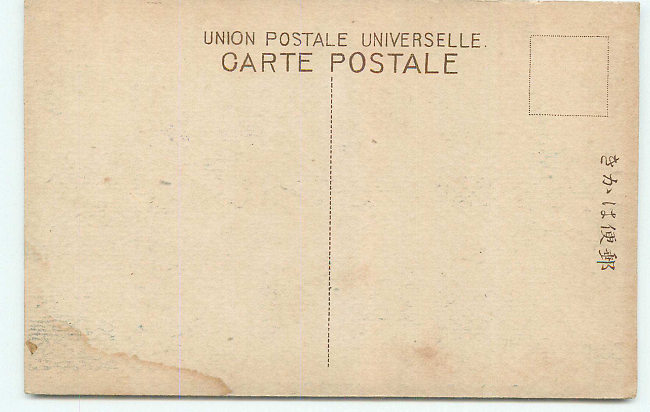 UNION POSTALE UNIVERSELLE.
CARTE POSTALE
きかは便郵